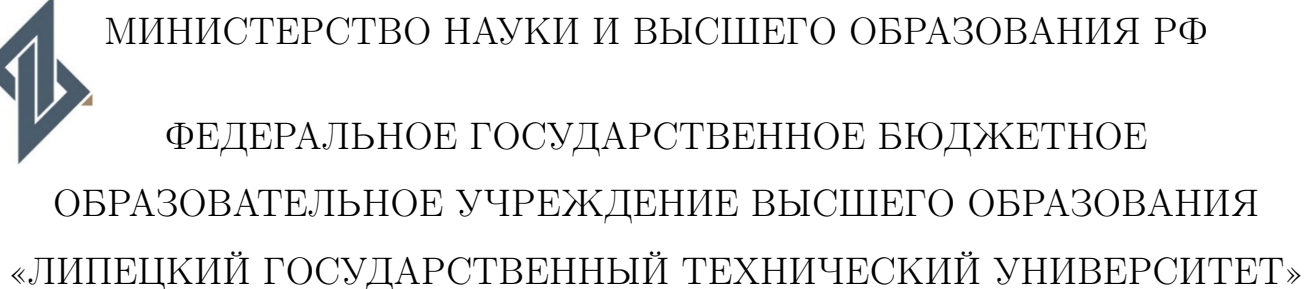 МИНИСТЕРСТВО НАУКИ И ВЫСШЕГО ОБРАЗОВАНИЯ РФ
ФЕДЕРАЛЬНОЕ ГОСУДАРСТВЕННОЕ БЮДЖЕТНОЕ
ОБРАЗОВАТЕЛЬНОЕ УЧРЕЖДЕНИЕ ВЫСШЕГО ОБРАЗОВАНИЯ
«ЛИПЕЦКИЙ ГОСУДАРСТВЕННЫЙ ТЕХНИЧЕСКИЙ УНИВЕРСИТЕТ»